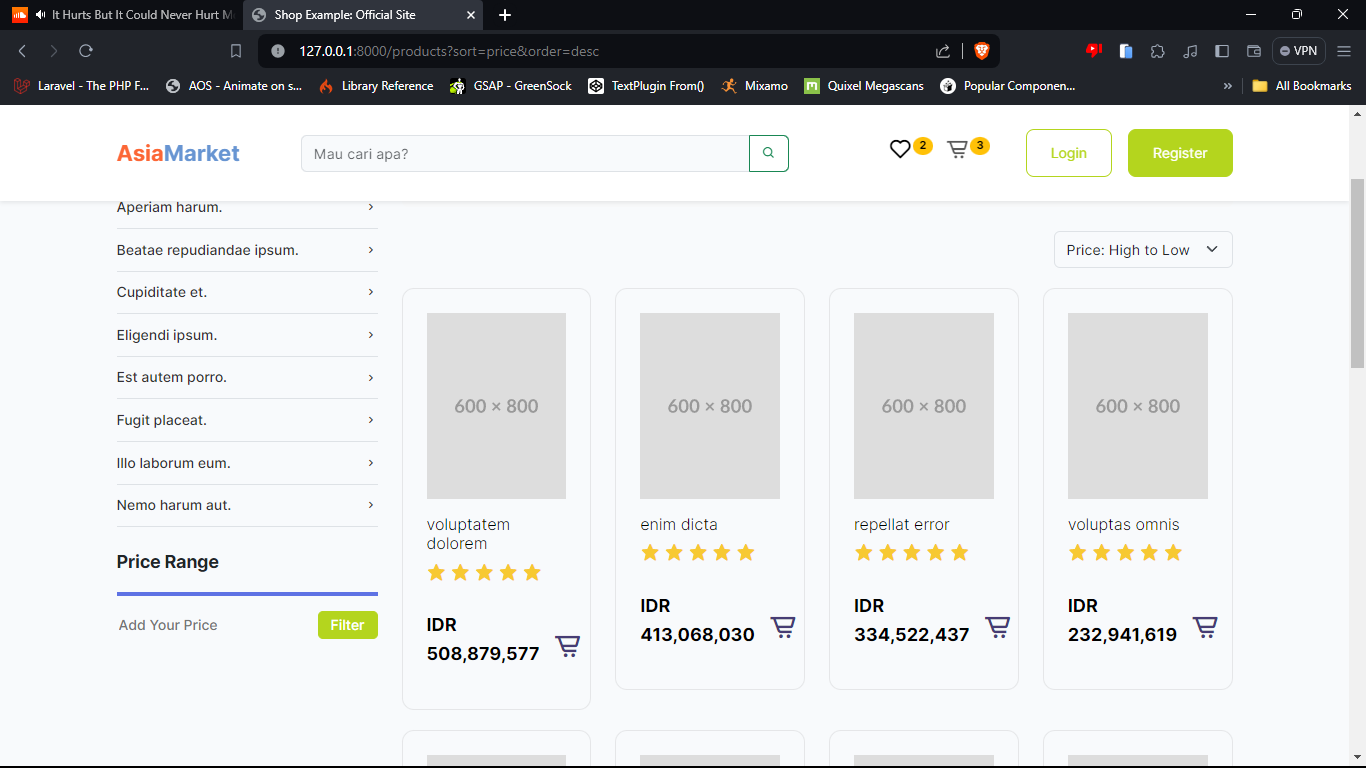 It Hurts But It Could Never Hurt M
Shop Example: Official Site
127.0.0.1:8000/products?sort=price&order=desc
VPN
Laravel - The PHP F...
AOS - Animate on s...
Library Reference
GSAP - GreenSock
TextPlugin From()
Mixamo
Quixel Megascans
Popular Componen...
»
All Bookmarks
AsiaMarket
Mau cari apa?
2
3
Login
Register
Aperiam harum.
Beatae repudiandae ipsum.
Cupiditate et.
Eligendi ipsum.
Est autem porro.
Fugit placeat.
Illo laborum eum.
Nemo harum aut.
Price Range
Add Your Price
Filter
Price: High to Low
600 × 800
voluptatem
dolorem
IDR
508,879,577
600 × 800
enim dicta
IDR
413,068,030
600 × 800
repellat error
IDR
334,522,437
600 × 800
voluptas omnis
IDR
232,941,619